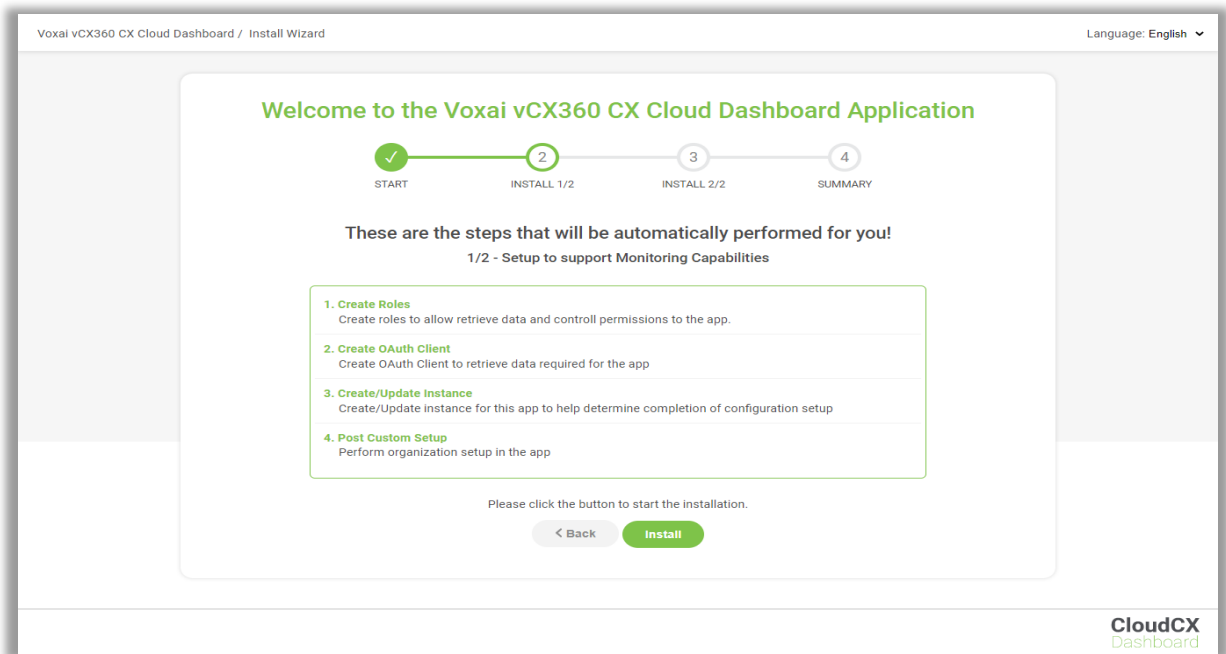 Voxai vCX360 CX Cloud Dashboard / Install Wizard
Language: English
Welcome to the Voxai vCX360 CX Cloud Dashboard Application
2
3
4
START
INSTALL 1/2
INSTALL 2/2
SUMMARY
These are the steps that will be automatically performed for you!
1/2 - Setup to support Monitoring Capabilities
1. Create Roles
Create roles to allow retrieve data and controll permissions to the app.
2. Create OAuth Client
Create OAuth Client to retrieve data required for the app
3. Create/Update Instance
Create/Update instance for this app to help determine completion of configuration setup
4. Post Custom Setup
Perform organization setup in the app
Please click the button to start the installation.
< Back
Install
CloudCX
Dashboard